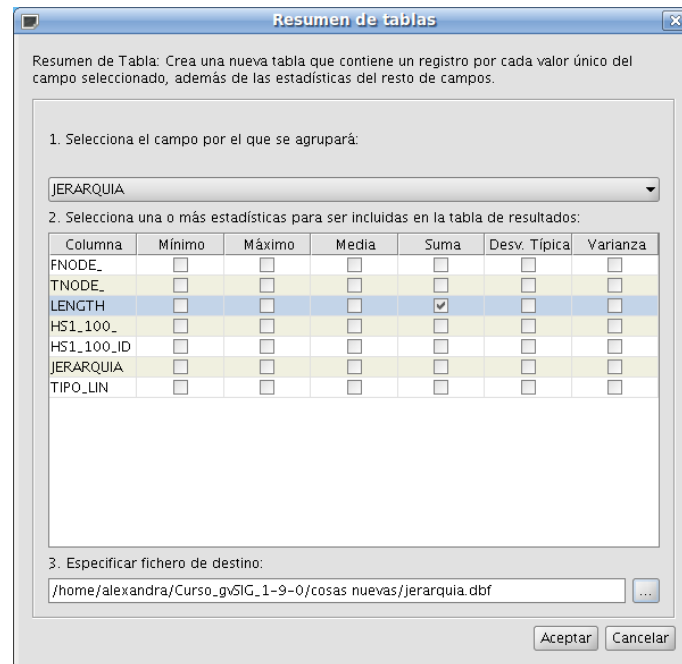 Resumen de tablas
Resumen de Tabla: Crea una nueva tabla que contiene un registro por cada valor único del
campo seleccionado, además de las estadísticas del resto de campos.
1. Selecciona el campo por el que se agrupará:
JERARQUIA
2. Selecciona una o más estadísticas para ser incluidas en la tabla de resultados:
Columna Mínimo Máximo Media Suma Desv. Típica Varianza
FNODE_
TNODE_
LENGTH
HS1_100_
HS1_100_ID
JERARQUIA
TIPO_LIN
3. Especificar fichero de destino:
/home/alexandra/Curso_gvSIG_1-9-0/cosas nuevas/jerarquia.dbf ...
Aceptar Cancelar